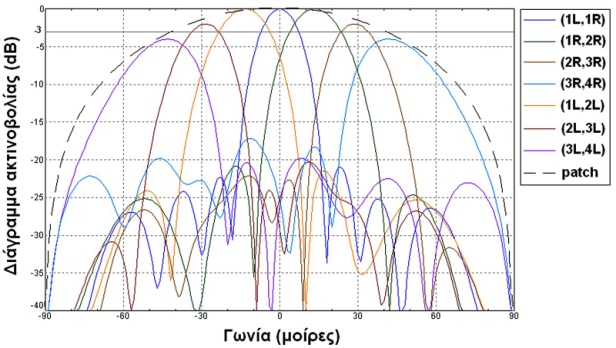 Διάγραμμα ακτινοβολίας (dB)
0
-3
-5
-10
-15
-20
-25
-30
-35
-40
-90
-60
-30
0
30
60
90
Γωνία (μοίρες)
(1L,1R)
(1R,2R)
(2R,3R)
(3R,4R)
(1L,2L)
(2L,3L)
(3L,4L)
patch